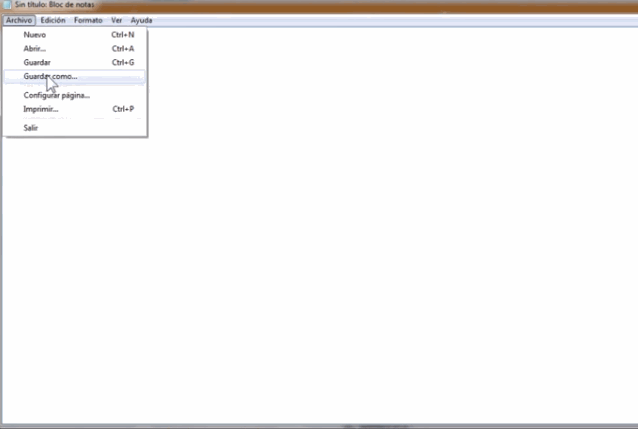 Sin título: Bloc de notas
Archivo Edición Formato Ver Ayuda
Nuevo Ctrl+N
Abrir... Ctrl+A
Guardar Ctrl+G
Guardar como...
Configurar página...
Imprimir... Ctrl+P
Salir